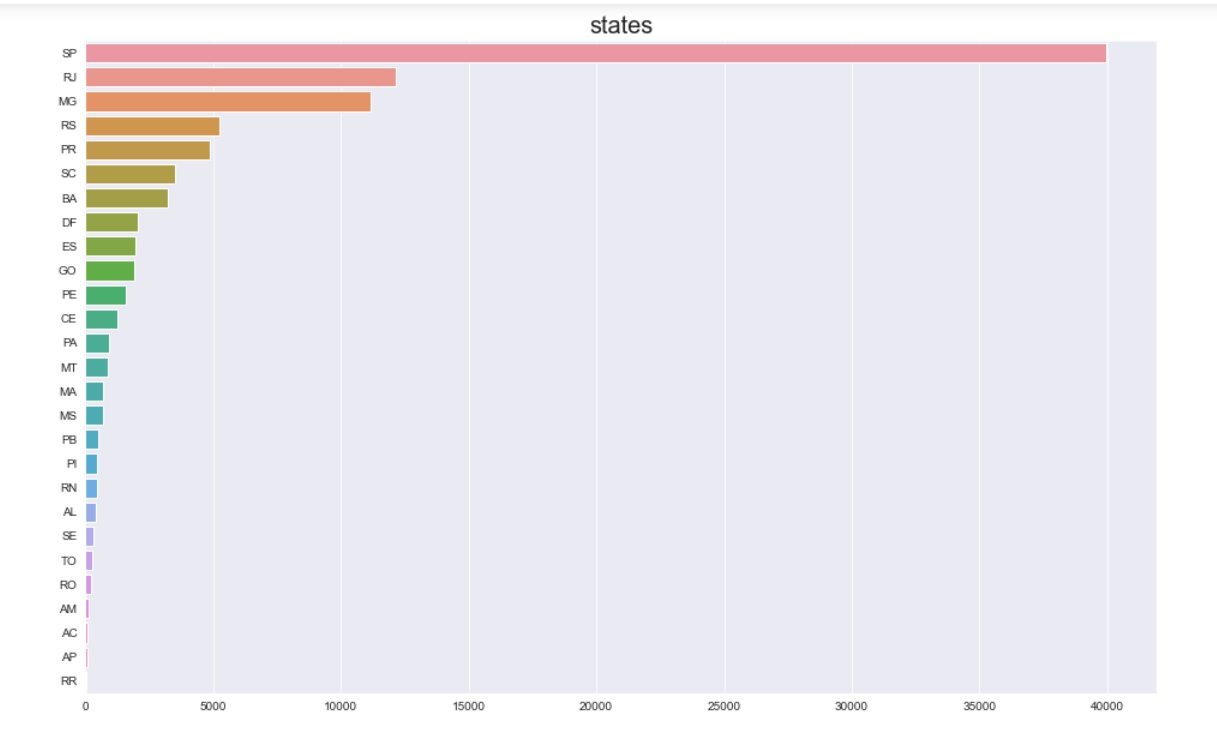 states
SP
RJ
MG
RS
PR
SC
BA
DF
ES
GO
PE
CE
PA
MT
MA
MS
PB
PI
RN
AL
SE
TO
RO
AM
AC
AP
RR
0 5000 10000 15000 20000 25000 30000 35000 40000